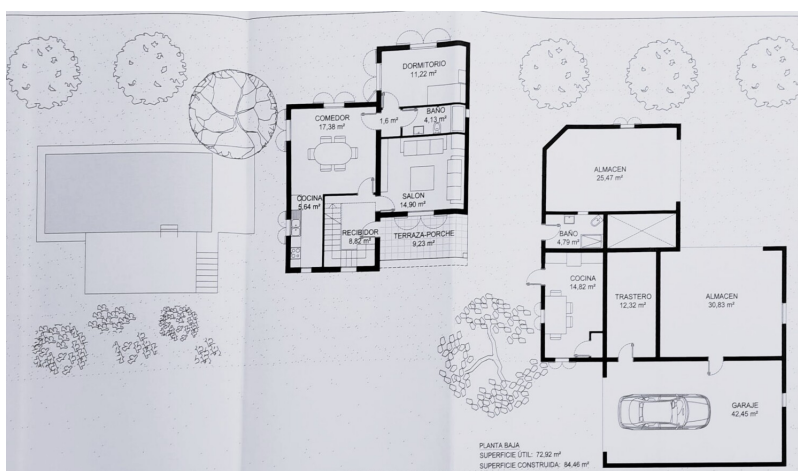 DORMITORIO
11,22 m²
COMEDOR
17,38 m²
1,6 m²
BAÑO
4,13 m²
COCINA
5,64 m²
SALÓN
14,90 m²
RECIBIDOR
8,82 m²
TERRAZA-PORCHE
9,23 m²
ALMACEN
25,47 m²
BAÑO
4,79 m²
COCINA
14,82 m²
TRASTERO
12,32 m²
ALMACEN
30,83 m²
GARAJE
42,45 m²
PLANTA BAJA
SUPERFICIE ÚTIL: 72,92 m²
SUPERFICIE CONSTRUIDA: 84,46 m²